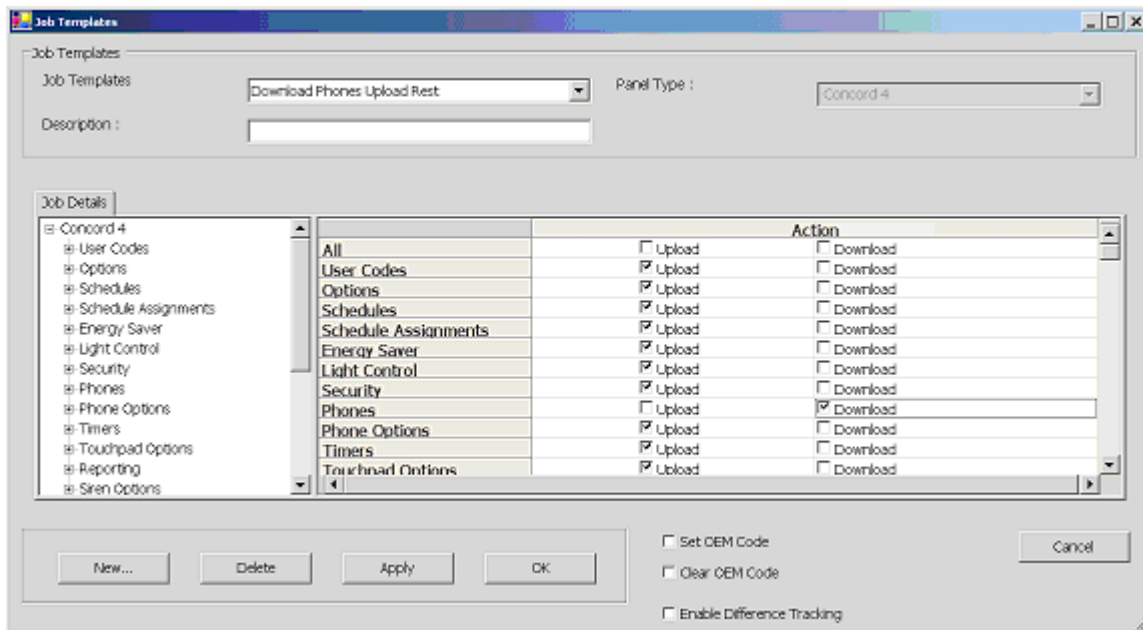 Job Templates
Job Templates
Job Templates
Download Phones Upload Rest
Panel Type :
Concord 4
Description :
Job Details
Concord 4
User Codes
Options
Schedules
Schedule Assignments
Energy Saver
Light Control
Security
Phones
Phone Options
Timers
Touchpad Options
Reporting
Siren Options
Action
All Upload Download
User Codes Upload Download
Options Upload Download
Schedules Upload Download
Schedule Assignments Upload Download
Energy Saver Upload Download
Light Control Upload Download
Security Upload Download
Phones Upload Download
Phone Options Upload Download
Timers Upload Download
Touchpad Options Upload Download
New...
Delete
Apply
OK
Set OEM Code
Clear OEM Code
Enable Difference Tracking
Cancel